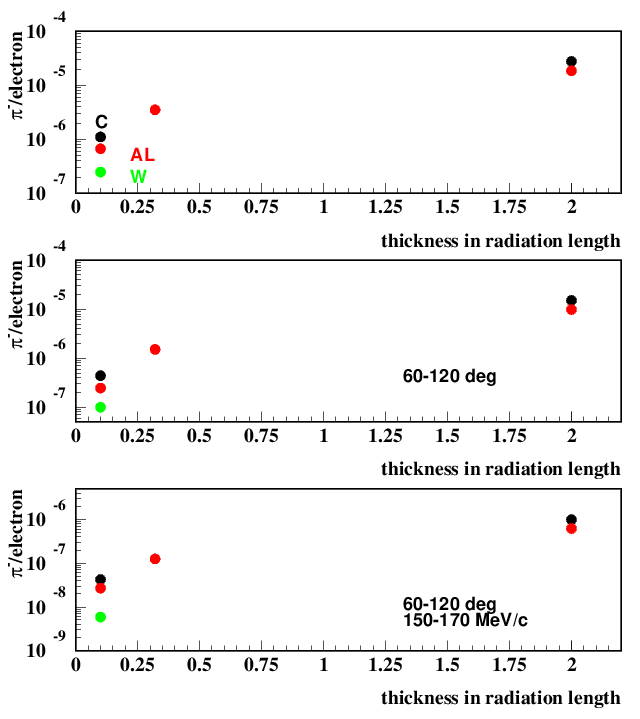 π⁻/electron
10 -4
10 -5
10 -6
10 -7
C
AL
W
0 0.25 0.5 0.75 1 1.25 1.5 1.75 2
thickness in radiation length
π⁻/electron
10 -4
10 -5
10 -6
10 -7
60-120 deg
0 0.25 0.5 0.75 1 1.25 1.5 1.75 2
thickness in radiation length
π⁻/electron
10 -6
10 -7
10 -8
10 -9
60-120 deg
150-170 MeV/c
0 0.25 0.5 0.75 1 1.25 1.5 1.75 2
thickness in radiation length